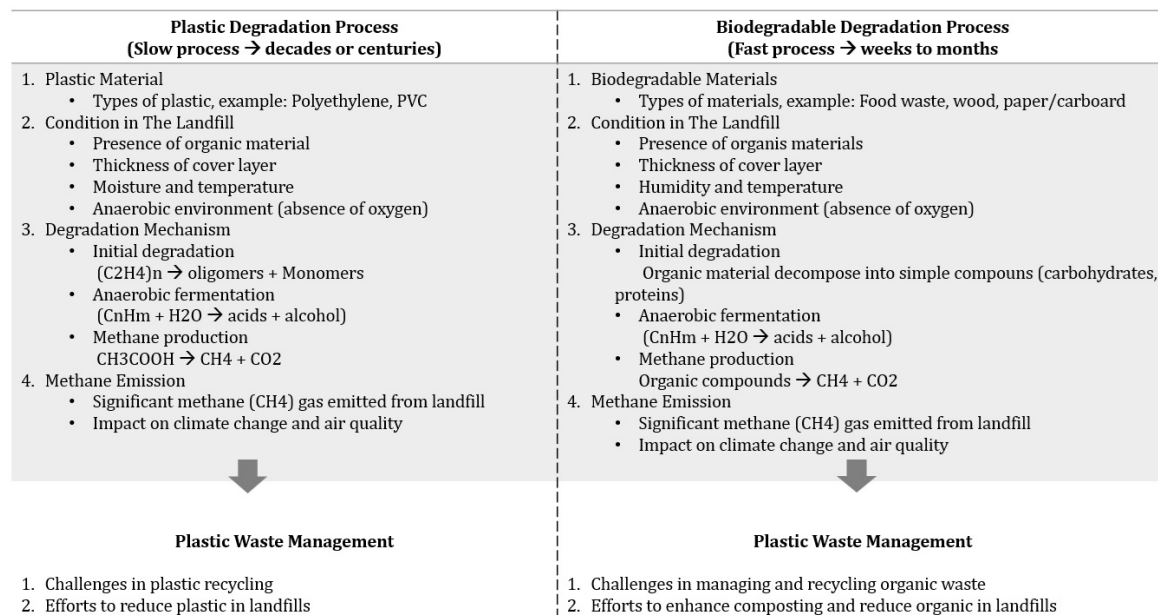 Plastic Degradation Process
(Slow process → decades or centuries)
1. Plastic Material
• Types of plastic, example: Polyethylene, PVC
2. Condition in The Landfill
• Presence of organic material
• Thickness of cover layer
• Moisture and temperature
• Anaerobic environment (absence of oxygen)
3. Degradation Mechanism
• Initial degradation
(C2H4)n → oligomers + Monomers
• Anaerobic fermentation
(CnHm + H2O → acids + alcohol)
• Methane production
CH3COOH → CH4 + CO2
4. Methane Emission
• Significant methane (CH4) gas emitted from landfill
• Impact on climate change and air quality
Plastic Waste Management
1. Challenges in plastic recycling
2. Efforts to reduce plastic in landfills
Biodegradable Degradation Process
(Fast process → weeks to months
1. Biodegradable Materials
• Types of materials, example: Food waste, wood, paper/carboard
2. Condition in The Landfill
• Presence of organis materials
• Thickness of cover layer
• Humidity and temperature
• Anaerobic environment (absence of oxygen)
3. Degradation Mechanism
• Initial degradation
Organic material decompose into simple compouns (carbohydrates,
proteins)
• Anaerobic fermentation
(CnHm + H2O → acids + alcohol)
• Methane production
Organic compounds → CH4 + CO2
4. Methane Emission
• Significant methane (CH4) gas emitted from landfill
• Impact on climate change and air quality
Plastic Waste Management
1. Challenges in managing and recycling organic waste
2. Efforts to enhance composting and reduce organic in landfills